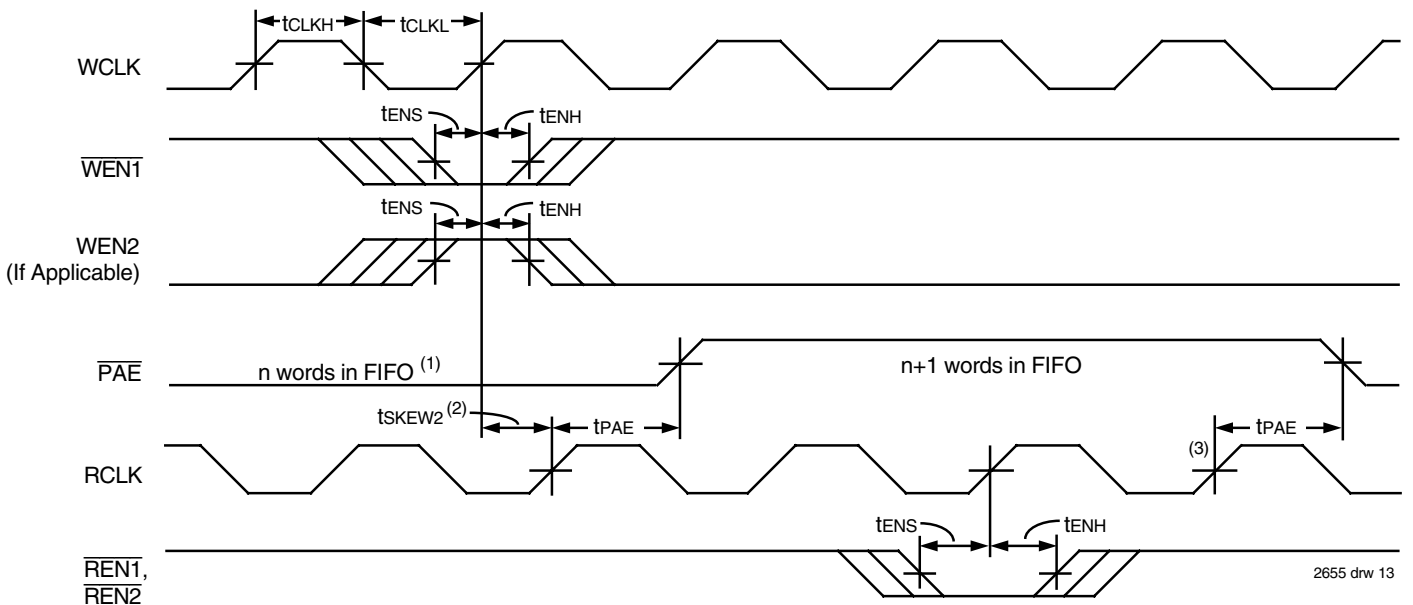 tCLKH tCLKL
WCLK
tENS tENH
WEN1
tENS tENH
WEN2
(If Applicable)
PAE
n words in FIFO (1)
n+1 words in FIFO
tSKEW2 (2)
tPAE
tPAE
(3)
RCLK
tENS tENH
REN1,
REN2
2655 drw 13